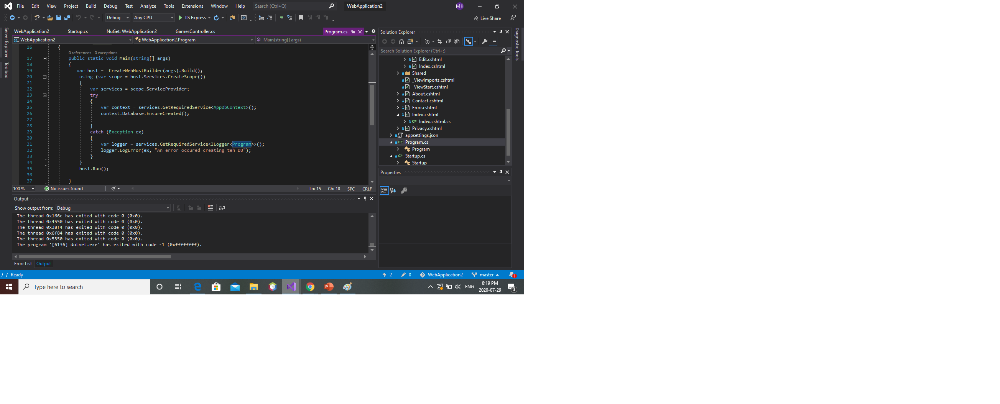 File Edit View Project Build Debug Test Analyze Tools Extensions Window Help Search (Ctrl+Q) WebApplication2 MK
Debug Any CPU IIS Express Live Share
WebApplication2 Startup.cs NuGet: WebApplication2 GamesController.cs Program.cs
WebApplication2 WebApplication2.Program Main(string[] args)
Server Explorer
Toolbox
16 {
0 references | 0 exceptions
17 public static void Main(string[] args)
18 {
19 var host =  CreateWebHostBuilder(args).Build();
20 using (var scope = host.Services.CreateScope())
21 {
22 var services = scope.ServiceProvider;
23 try
24 {
25 var context = services.GetRequiredService<AppDbContext>();
26 context.Database.EnsureCreated();
27
28 }
29 catch (Exception ex)
30 {
31 var logger = services.GetRequiredService<ILogger<Program>>();
32 logger.LogError(ex, "An error occured creating teh DB");
33 }
34 }
35 host.Run();
36
37 }
100 % No issues found Ln: 15 Ch: 18 SPC CRLF
Output
Show output from: Debug
The thread 0x166c has exited with code 0 (0x0).
The thread 0x4550 has exited with code 0 (0x0).
The thread 0x38f4 has exited with code 0 (0x0).
The thread 0x6f84 has exited with code 0 (0x0).
The thread 0x5350 has exited with code 0 (0x0).
The program '[6136] dotnet.exe' has exited with code -1 (0xffffffff).
Error List Output
Solution Explorer
Search Solution Explorer (Ctrl+;)
Edit.cshtml
Index.cshtml
Shared
_ViewImports.cshtml
_ViewStart.cshtml
About.cshtml
Contact.cshtml
Error.cshtml
Index.cshtml
C# Index.cshtml.cs
Privacy.cshtml
appsettings.json
C# Program.cs
Program
C# Startup.cs
Startup
Properties
Diagnostic Tools
Ready 2 0 WebApplication2 master 1
Type here to search ENG 8:19 PM
2020-07-29 3